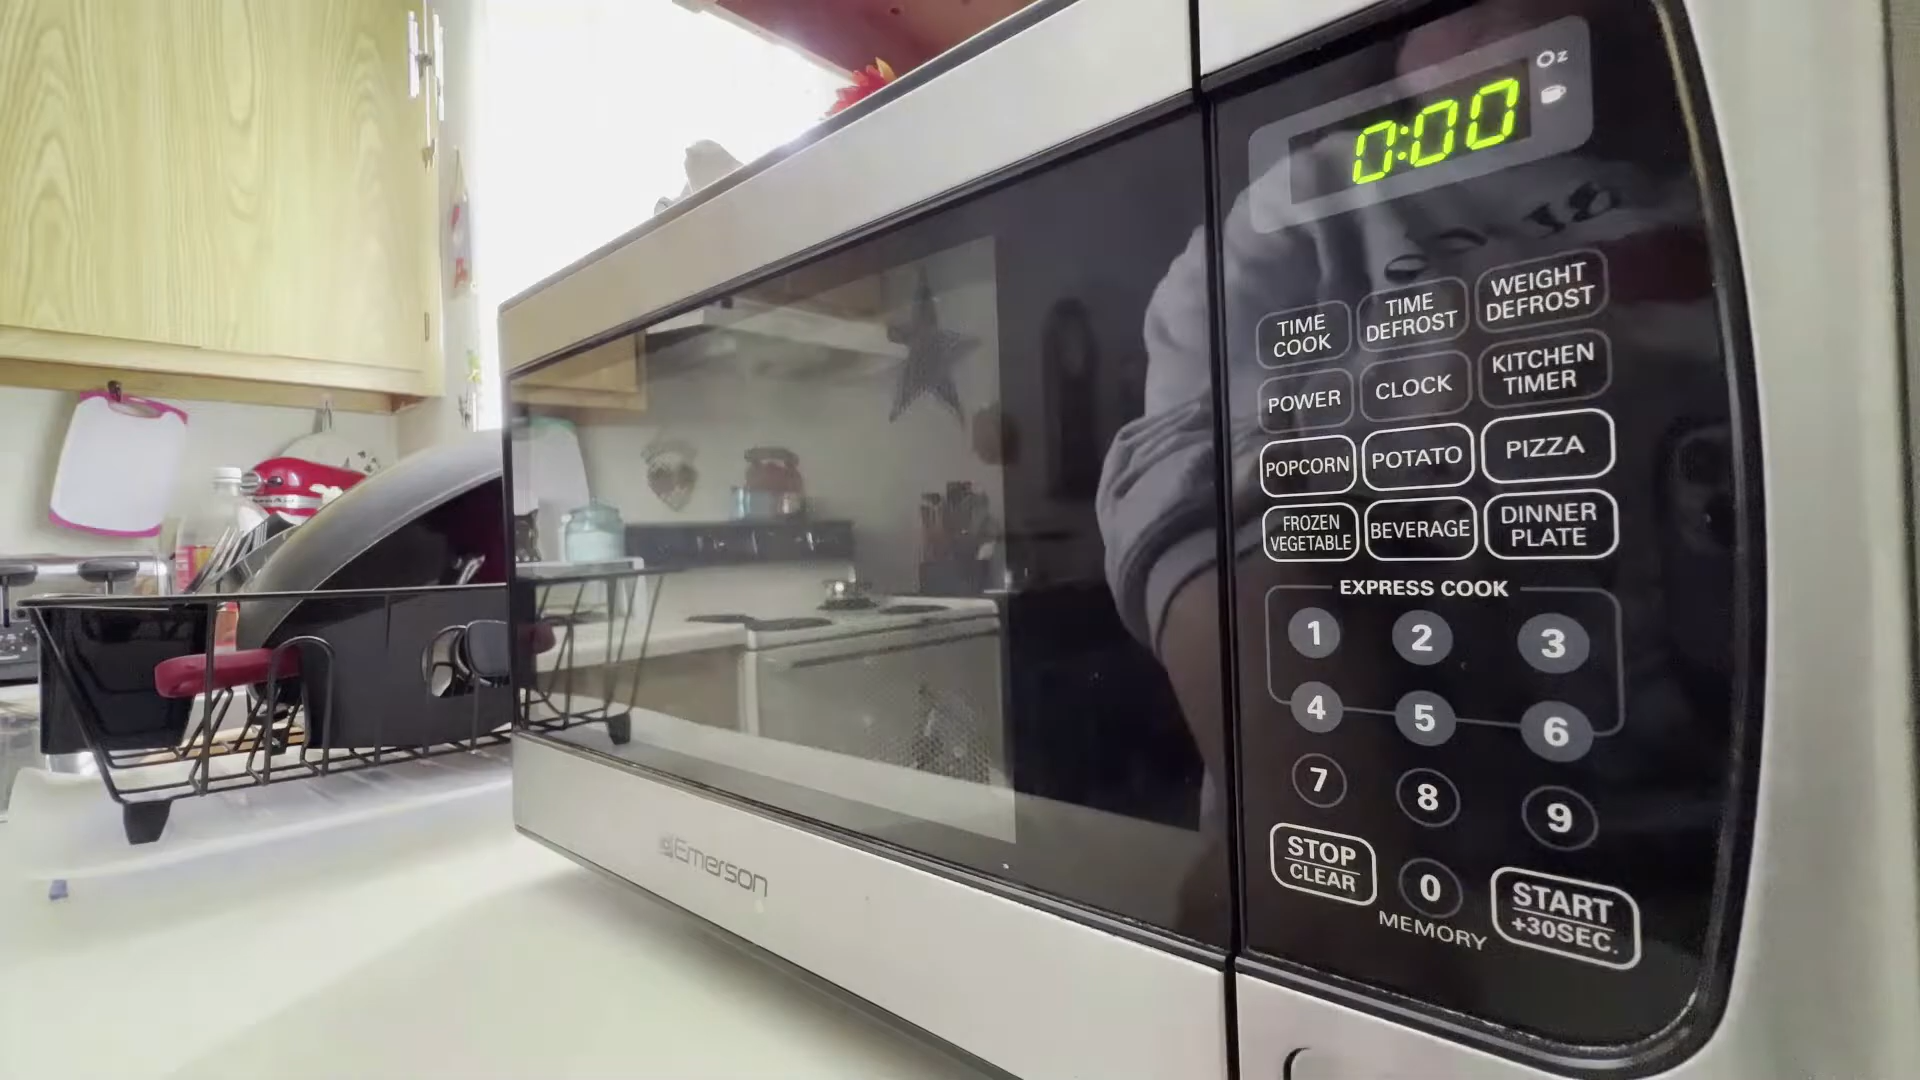 Oz
0:00
TIME
COOK
TIME
DEFROST
WEIGHT
DEFROST
POWER
CLOCK
KITCHEN
TIMER
POPCORN
POTATO
PIZZA
FROZEN
VEGETABLE
BEVERAGE
DINNER
PLATE
EXPRESS COOK
1 2 3
4 5 6
7 8 9
STOP
CLEAR
0
MEMORY
START
+30SEC.
Emerson